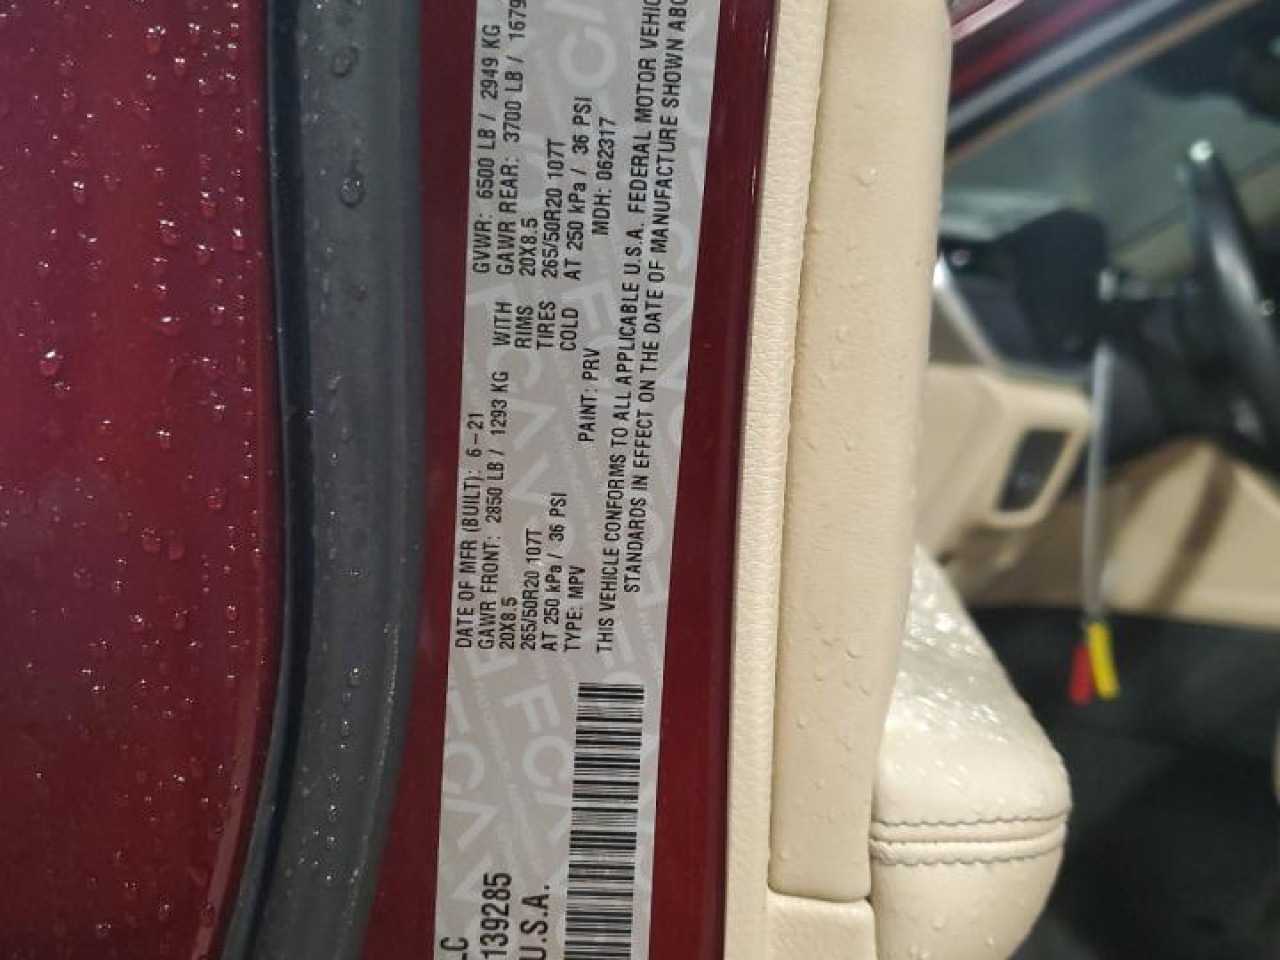 DATE OF MFR (BUILT): 6-21 GVWR: 6500 LB / 2949 KG
GAWR FRONT: 2850 LB / 1293 KG WITH GAWR REAR: 3700 LB / 1679
20X8.5 RIMS 20X8.5
265/50R20 107T TIRES 265/50R20 107T
AT 250 kPa / 36 PSI COLD AT 250 kPa / 36 PSI
TYPE: MPV PAINT: PRV MDH: 062317
THIS VEHICLE CONFORMS TO ALL APPLICABLE U.S.A. FEDERAL MOTOR VEHIC
STANDARDS IN EFFECT ON THE DATE OF MANUFACTURE SHOWN ABO
LC
139285
U.S.A.